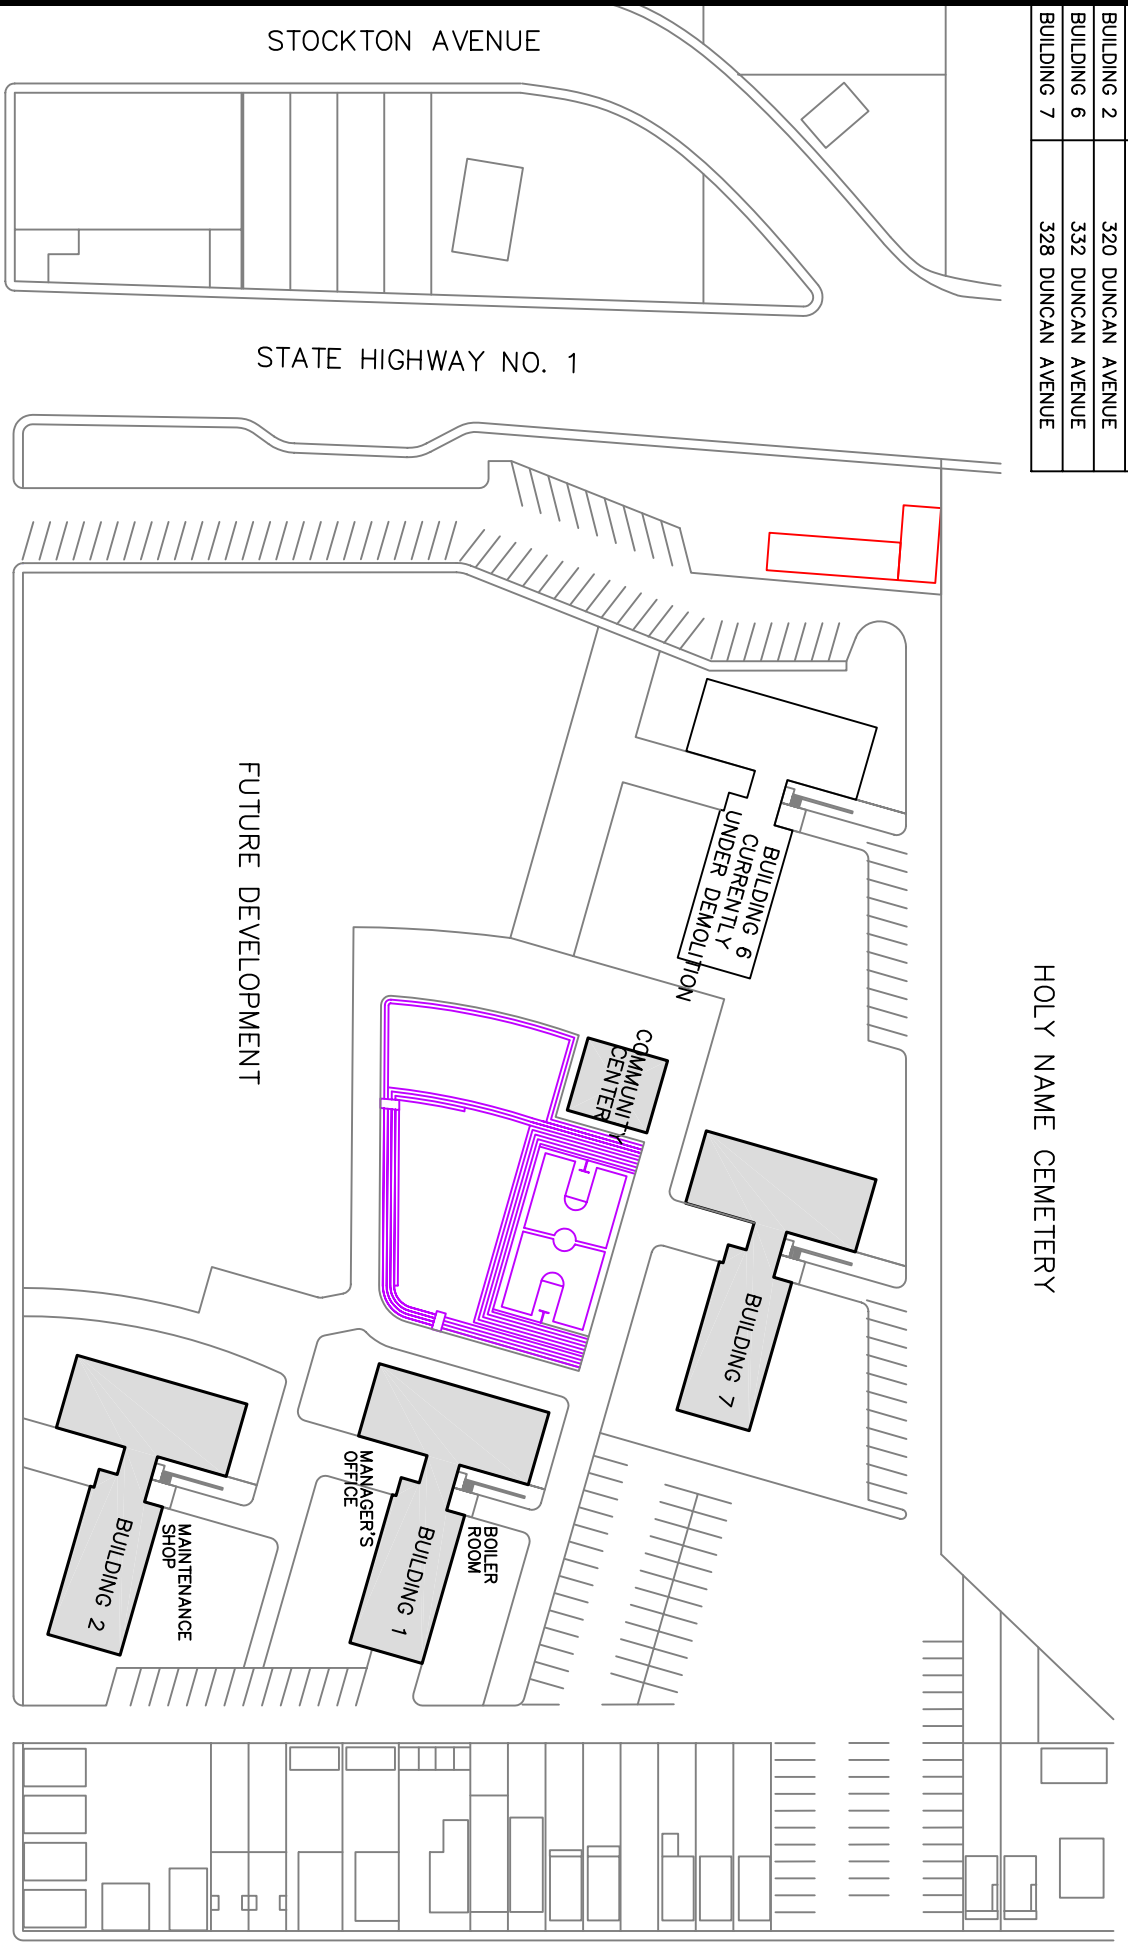 BUILDING 2 320 DUNCAN AVENUE
BUILDING 6 332 DUNCAN AVENUE
BUILDING 7 328 DUNCAN AVENUE
STOCKTON AVENUE
STATE HIGHWAY NO. 1
HOLY NAME CEMETERY
FUTURE DEVELOPMENT
BUILDING 6
CURRENTLY
UNDER DEMOLITION
COMMUNITY
CENTER
BUILDING 7
MANAGER'S
OFFICE
BUILDING 1
BOILER
ROOM
BUILDING 2
MAINTENANCE
SHOP